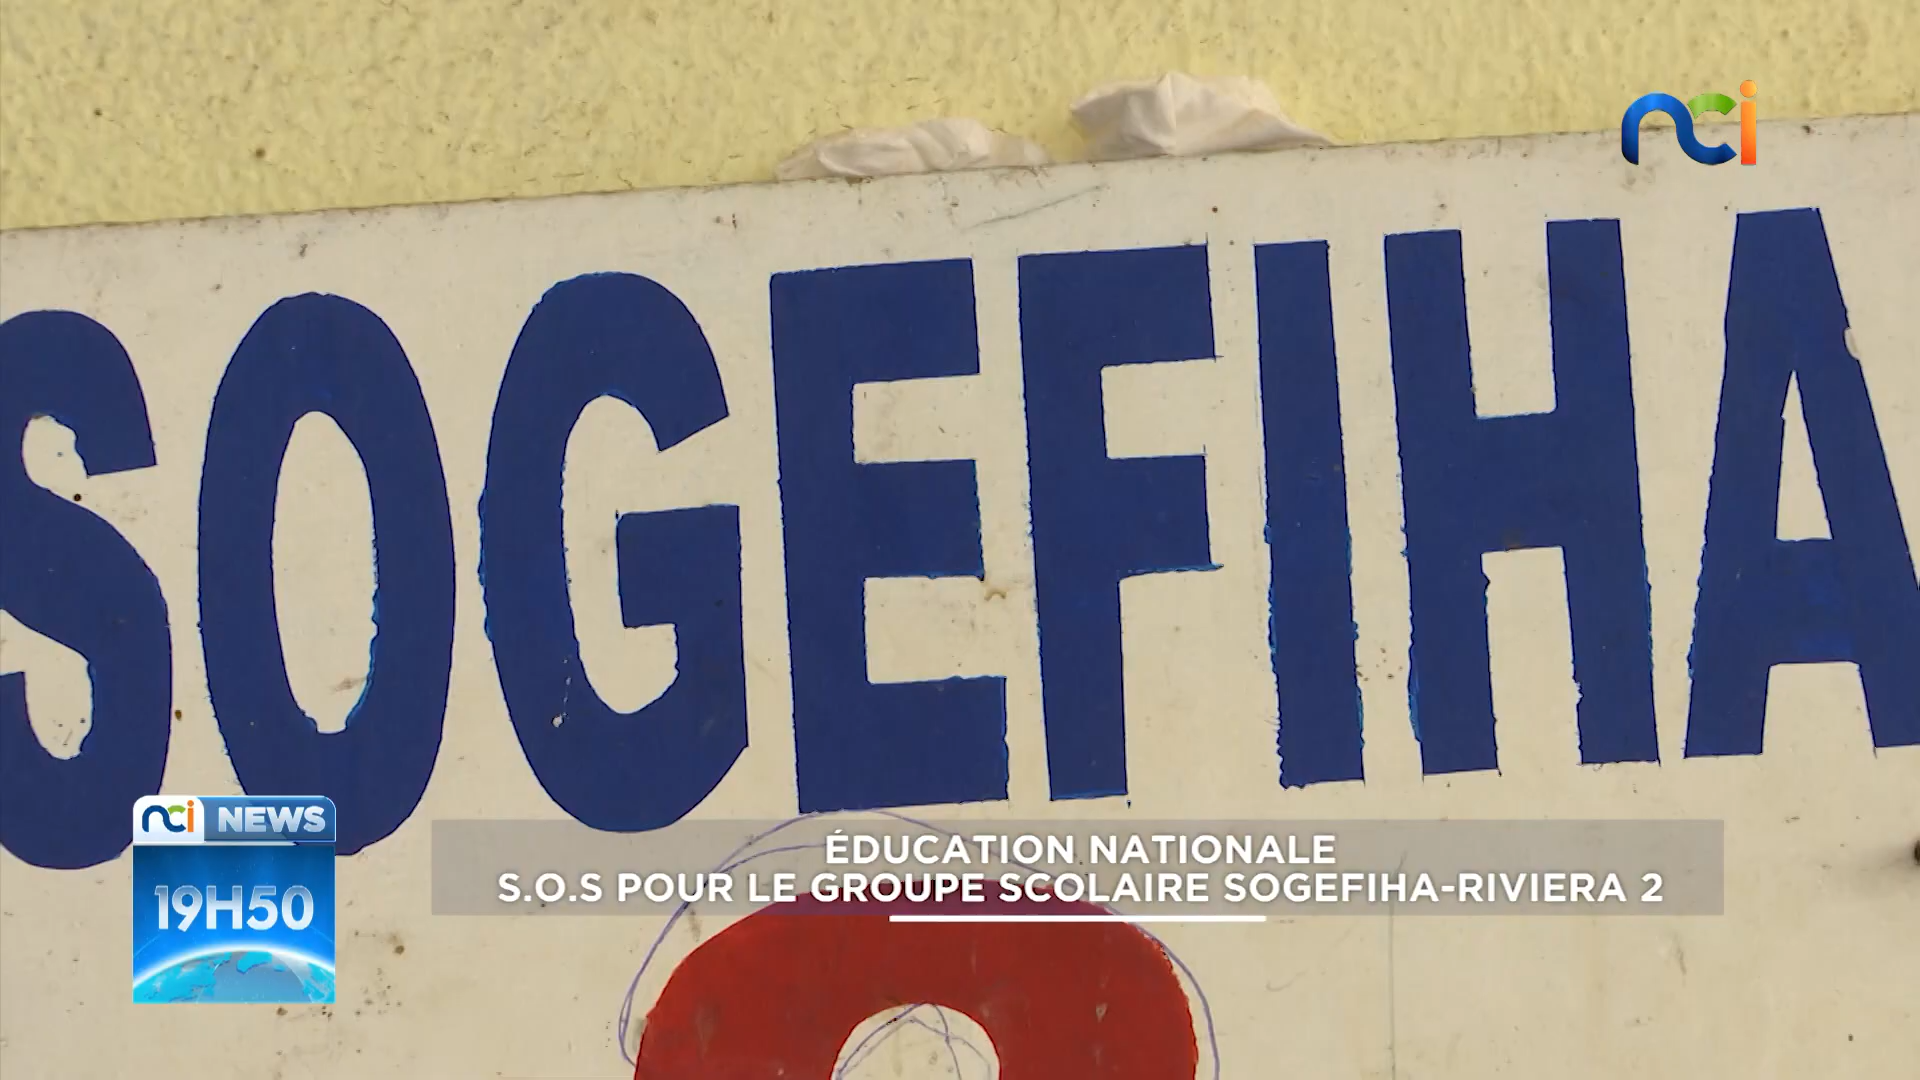 nci
SOGEFIHA
nci NEWS
19H50
ÉDUCATION NATIONALE
S.O.S POUR LE GROUPE SCOLAIRE SOGEFIHA-RIVIERA 2